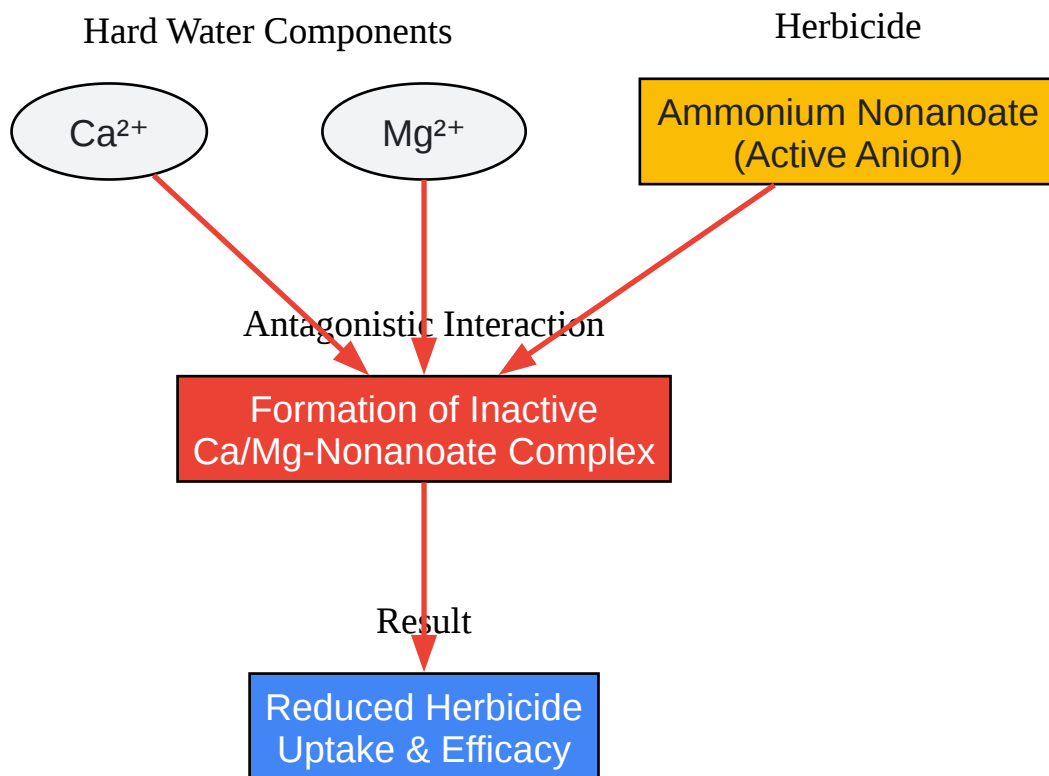 Hard Water Components
Herbicide
Ca²⁺
Mg²⁺
Ammonium Nonanoate
(Active Anion)
Antagonistic Interaction
Formation of Inactive
Ca/Mg-Nonanoate Complex
Result
Reduced Herbicide
Uptake & Efficacy